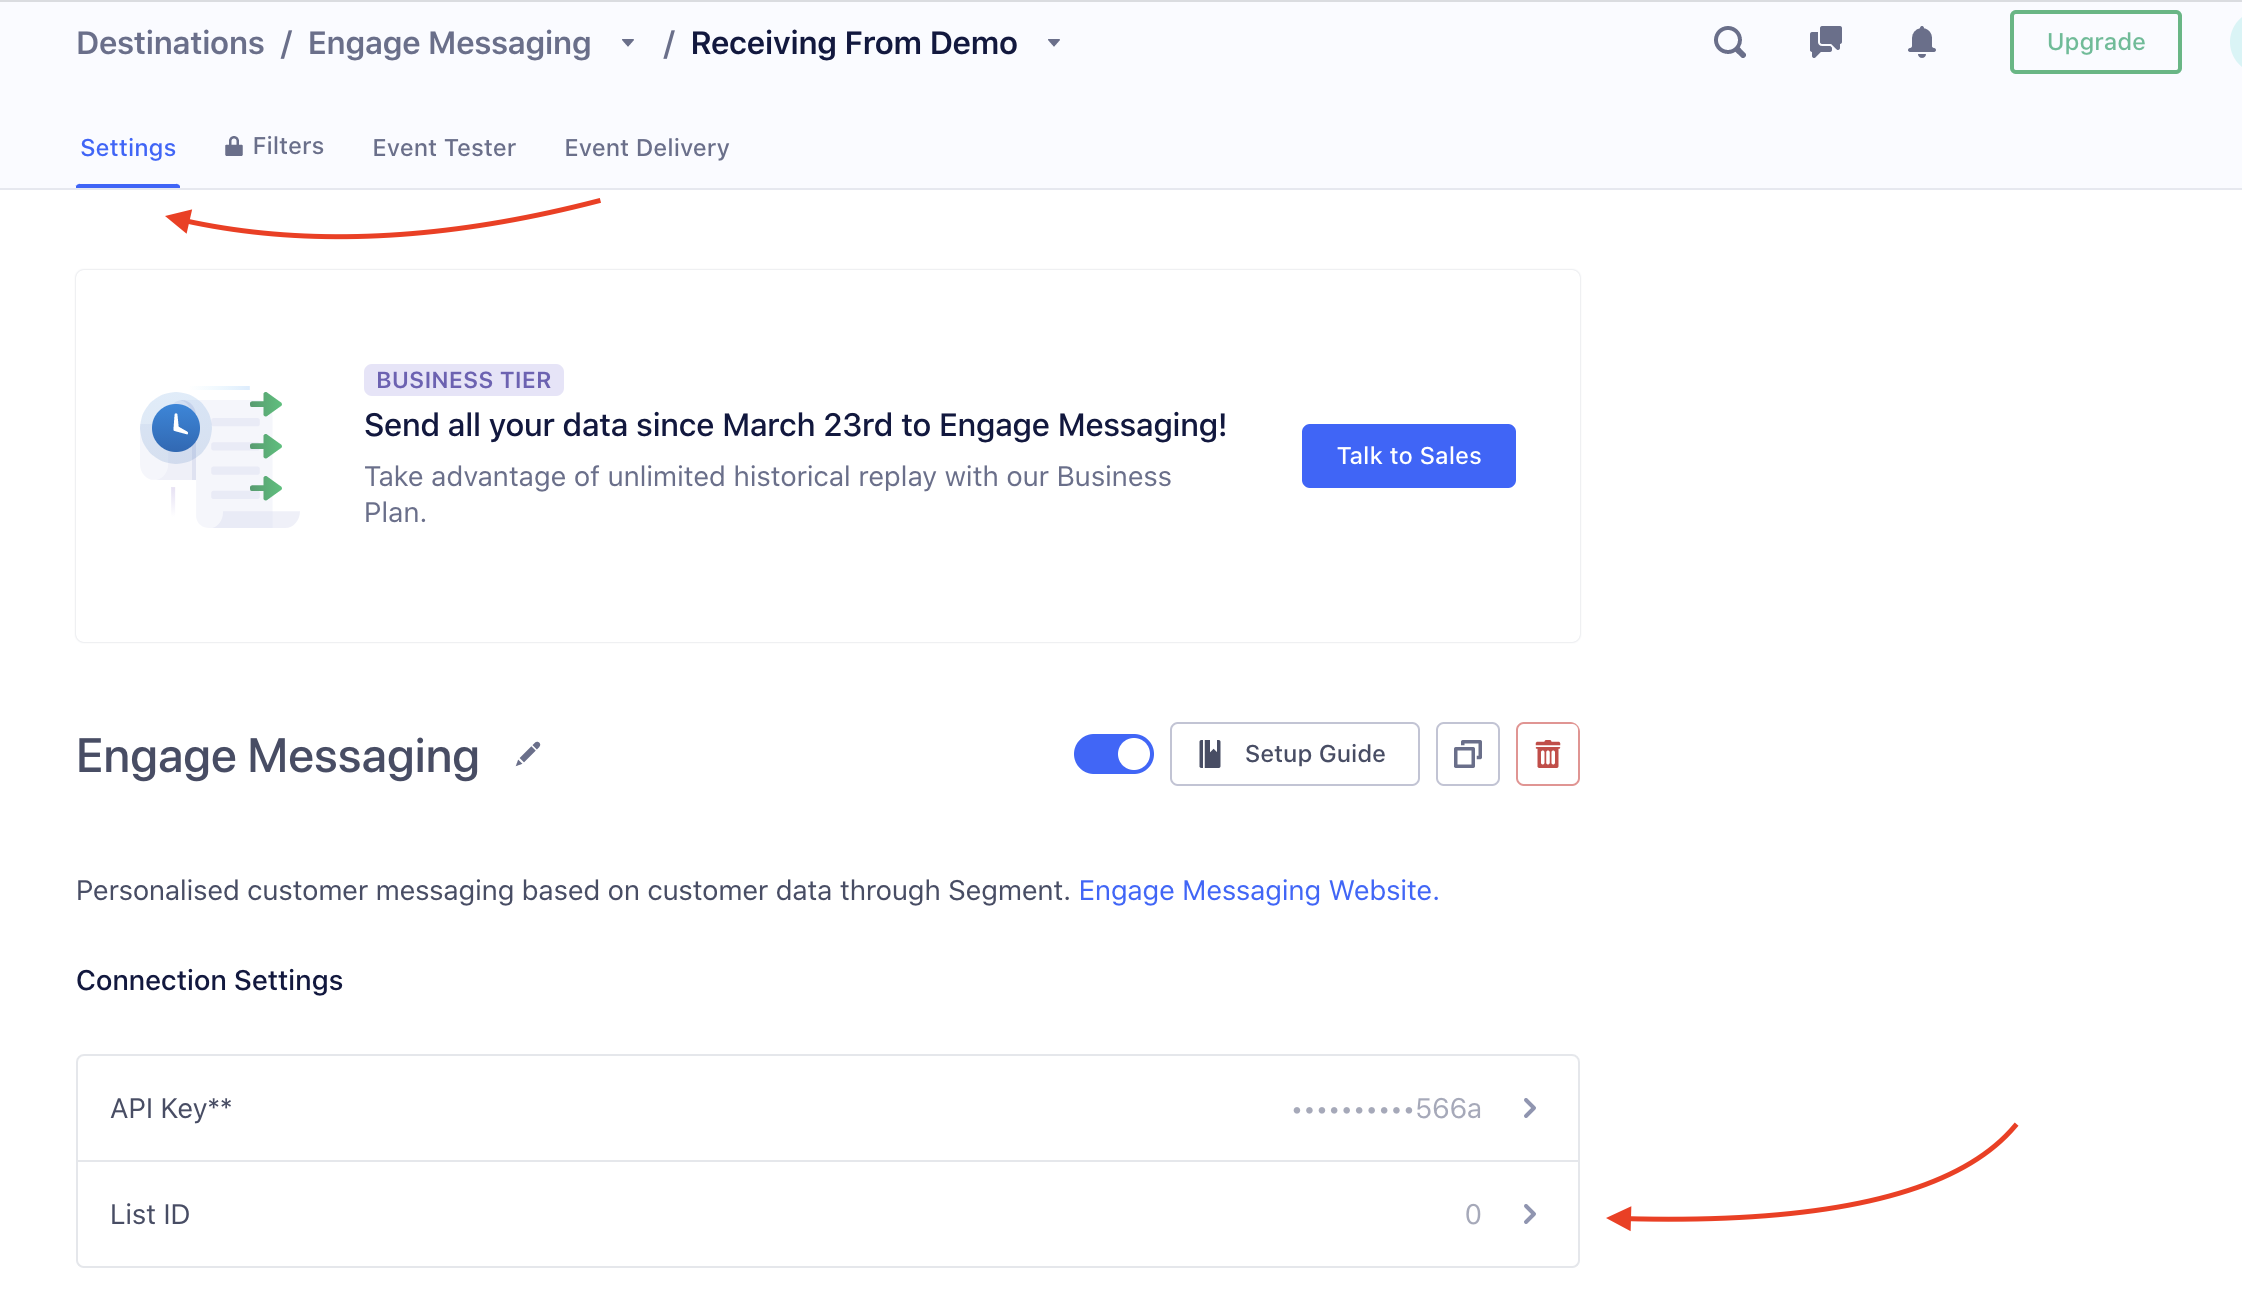 Destinations / Engage Messaging / Receiving From Demo
Upgrade
Settings Filters Event Tester Event Delivery
BUSINESS TIER
Send all your data since March 23rd to Engage Messaging!
Take advantage of unlimited historical replay with our Business
Plan.
Talk to Sales
Engage Messaging
Setup Guide
Personalised customer messaging based on customer data through Segment. Engage Messaging Website.
Connection Settings
API Key** ••••••••••566a
List ID 0